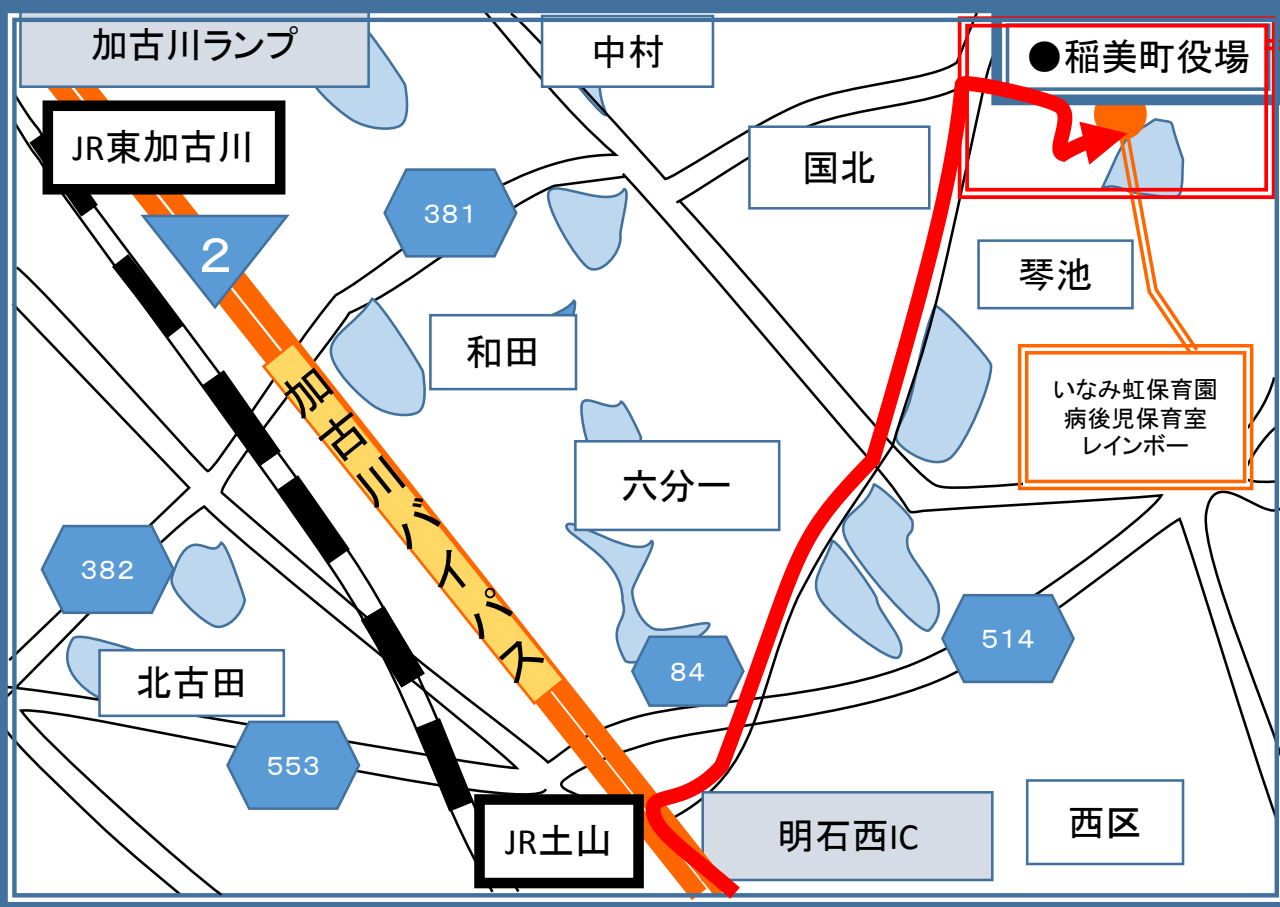 加古川ランプ
中村
●稲美町役場
JR東加古川
国北
381
2
琴池
和田
いなみ虹保育園
病後児保育室
レインボー
加古川バイパス
六分一
382
514
84
北古田
553
JR土山
明石西IC
西区